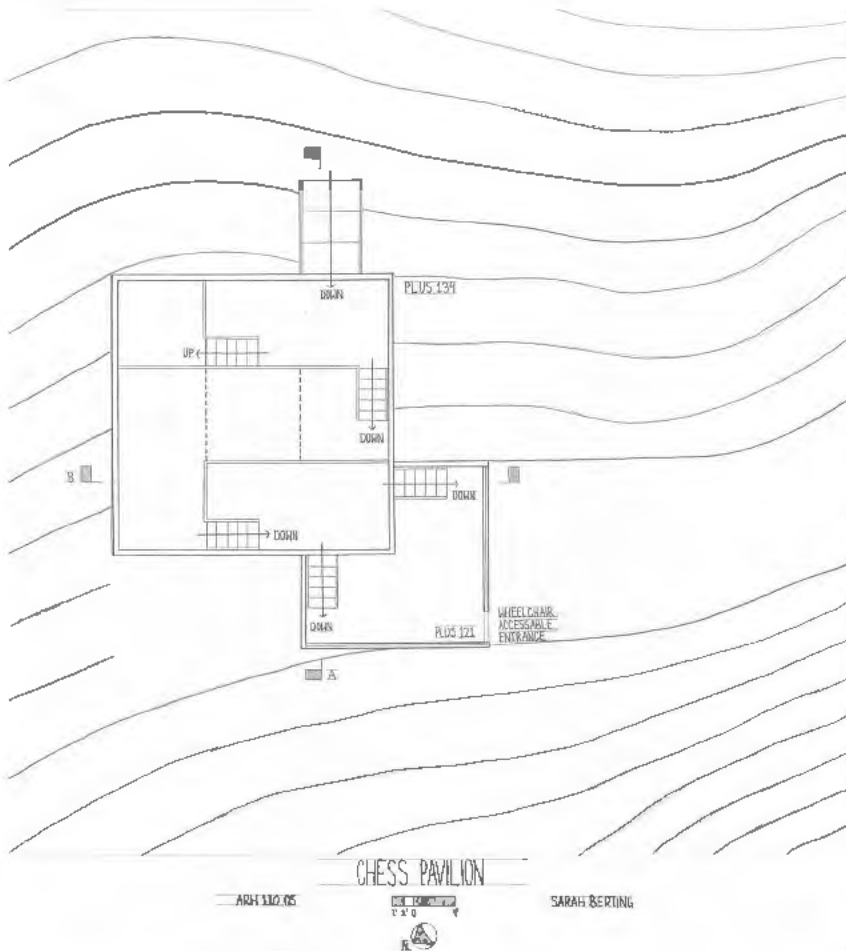 DOWN
PLUS 134
UP
DOWN
B
DOWN
DOWN
DOWN
PLUS 121
WHEELCHAIR
ACCESSABLE
ENTRANCE
A
CHESS PAVILION
ARH 110.05
SARAH BERTING